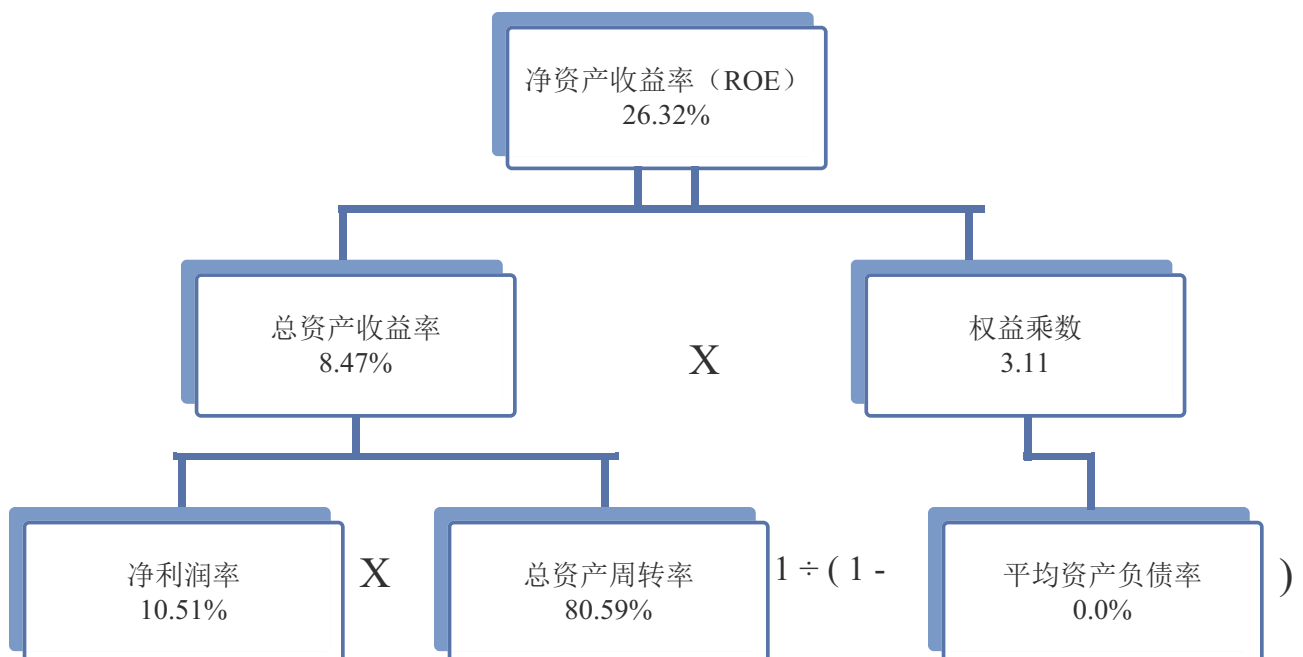 净资产收益率（ROE）
26.32%
总资产收益率
8.47%
X
权益乘数
3.11
净利润率
10.51%
X
总资产周转率
80.59%
1 ÷ ( 1 -
平均资产负债率
0.0%
)